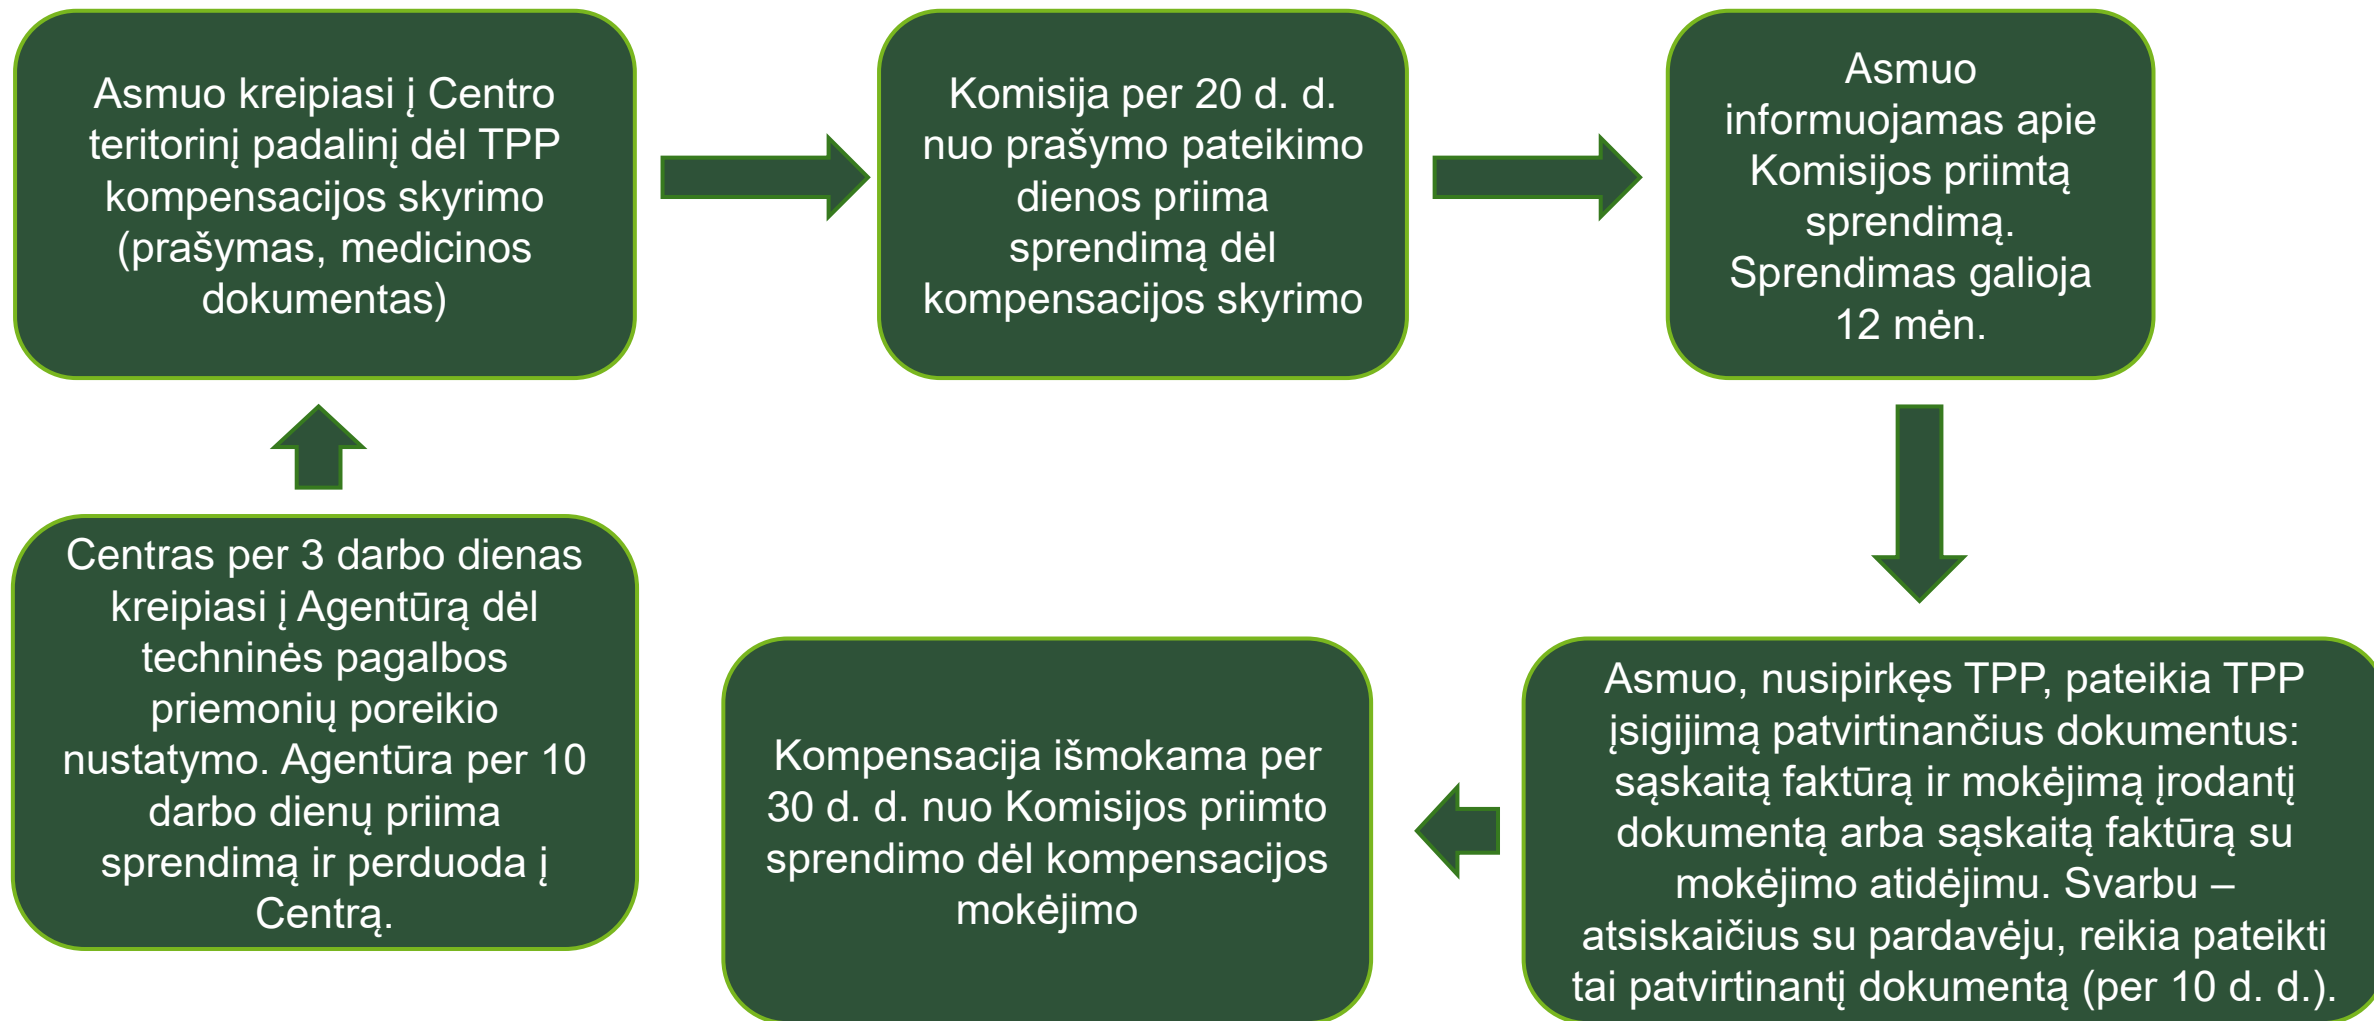 Asmuo kreipiasi į Centro
teritorinį padalinį dėl TPP
kompensacijos skyrimo
(prašymas, medicinos
dokumentas)
Komisija per 20 d. d.
nuo prašymo pateikimo
dienos priima
sprendimą dėl
kompensacijos skyrimo
Asmuo
informuojamas apie
Komisijos priimtą
sprendimą.
Sprendimas galioja
12 mėn.
Centras per 3 darbo dienas
kreipiasi į Agentūrą dėl
techninės pagalbos
priemonių poreikio
nustatymo. Agentūra per 10
darbo dienų priima
sprendimą ir perduoda į
Centrą.
Kompensacija išmokama per
30 d. d. nuo Komisijos priimto
sprendimo dėl kompensacijos
mokėjimo
Asmuo, nusipirkęs TPP, pateikia TPP
įsigijimą patvirtinančius dokumentus:
sąskaitą faktūrą ir mokėjimą įrodantį
dokumentą arba sąskaitą faktūrą su
mokėjimo atidėjimu. Svarbu –
atsiskaičius su pardavėju, reikia pateikti
tai patvirtinantį dokumentą (per 10 d. d.).